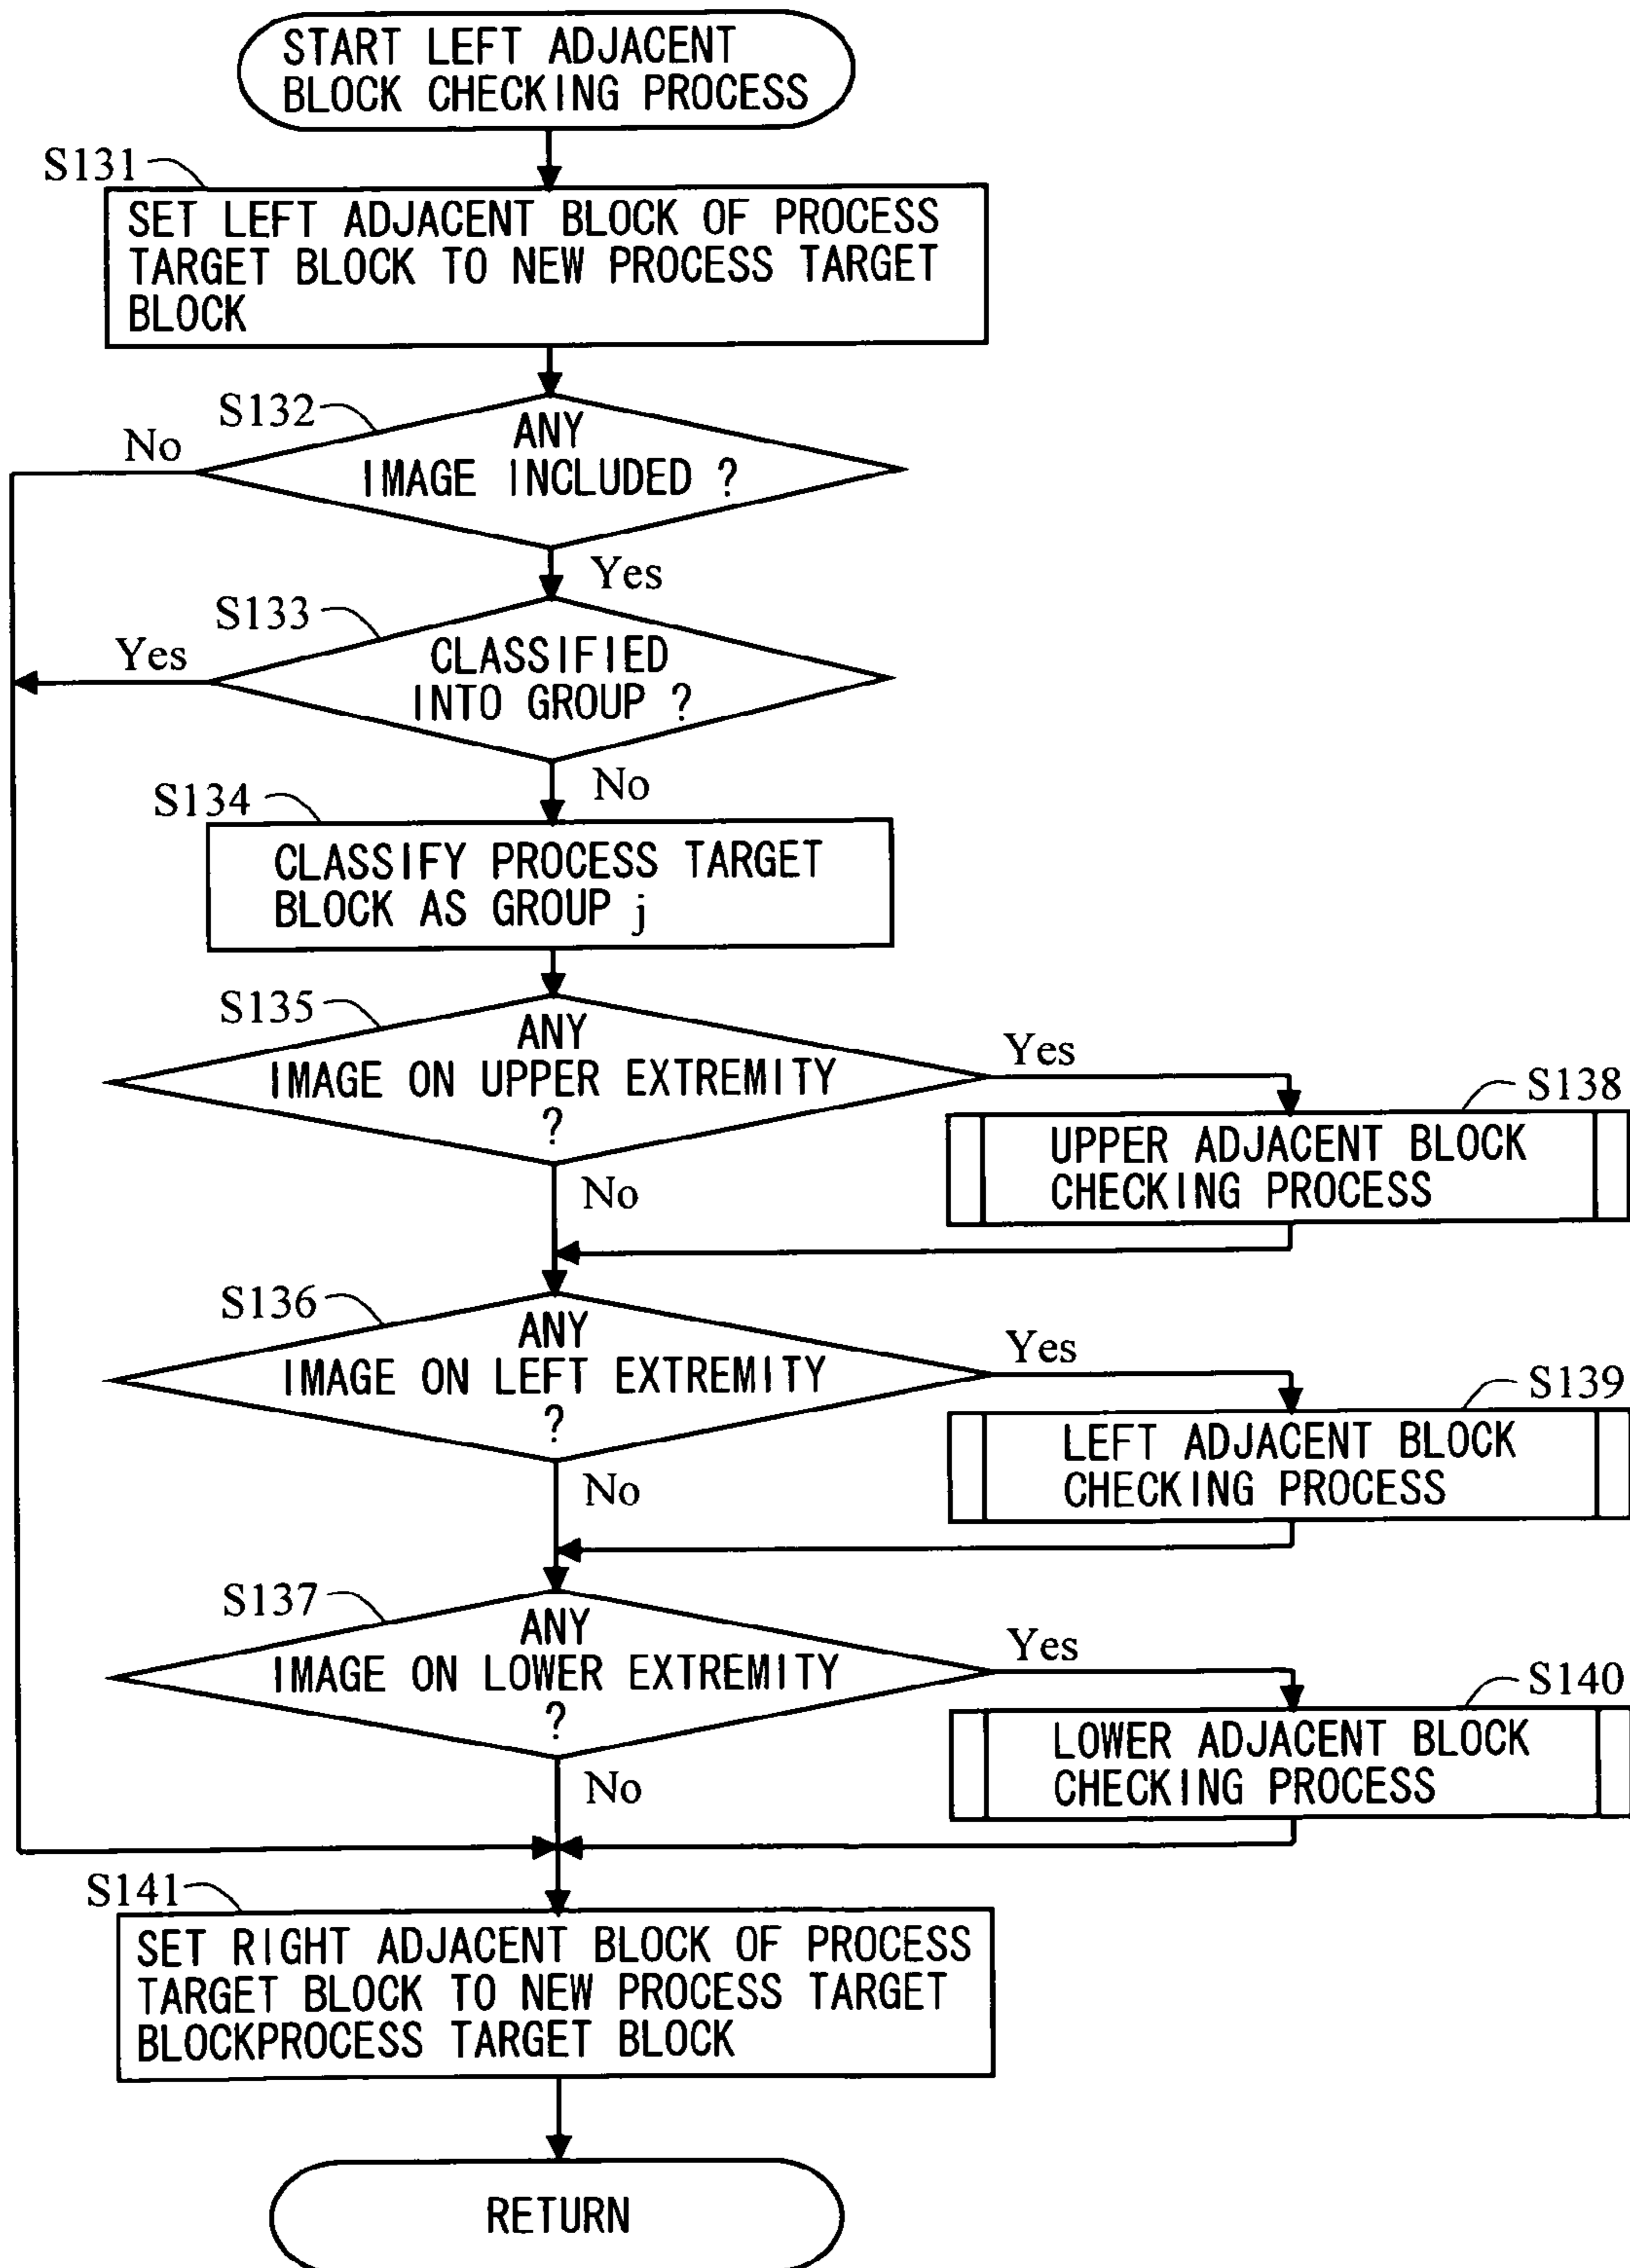 START LEFT ADJACENT
BLOCK CHECKING PROCESS
S131
SET LEFT ADJACENT BLOCK OF PROCESS
TARGET BLOCK TO NEW PROCESS TARGET
BLOCK
S132
No
ANY
IMAGE INCLUDED ?
Yes
S133
Yes
CLASSIFIED
INTO GROUP ?
No
S134
CLASSIFY PROCESS TARGET
BLOCK AS GROUP j
S135
ANY
IMAGE ON UPPER EXTREMITY
?
Yes
S138
UPPER ADJACENT BLOCK
CHECKING PROCESS
No
S136
ANY
IMAGE ON LEFT EXTREMITY
?
Yes
S139
LEFT ADJACENT BLOCK
CHECKING PROCESS
No
S137
ANY
IMAGE ON LOWER EXTREMITY
?
Yes
S140
LOWER ADJACENT BLOCK
CHECKING PROCESS
No
S141
SET RIGHT ADJACENT BLOCK OF PROCESS
TARGET BLOCK TO NEW PROCESS TARGET
BLOCKPROCESS TARGET BLOCK
RETURN